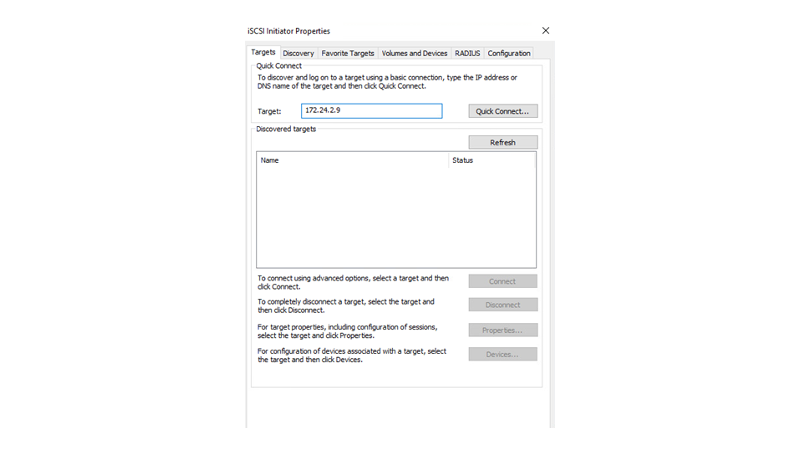 iSCSI Initiator Properties
Targets Discovery Favorite Targets Volumes and Devices RADIUS Configuration
Quick Connect
To discover and log on to a target using a basic connection, type the IP address or
DNS name of the target and then click Quick Connect.
Target: 172.24.2.9 Quick Connect...
Discovered targets
Refresh
Name Status
To connect using advanced options, select a target and then
click Connect.
Connect
To completely disconnect a target, select the target and
then click Disconnect.
Disconnect
For target properties, including configuration of sessions,
select the target and click Properties.
Properties...
For configuration of devices associated with a target, select
the target and then click Devices.
Devices...